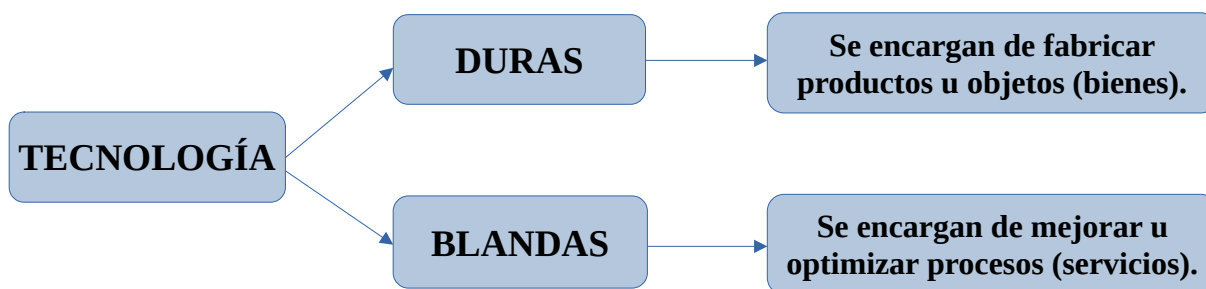 TECNOLOGÍA
DURAS
Se encargan de fabricar
productos u objetos (bienes).
BLANDAS
Se encargan de mejorar u
optimizar procesos (servicios).